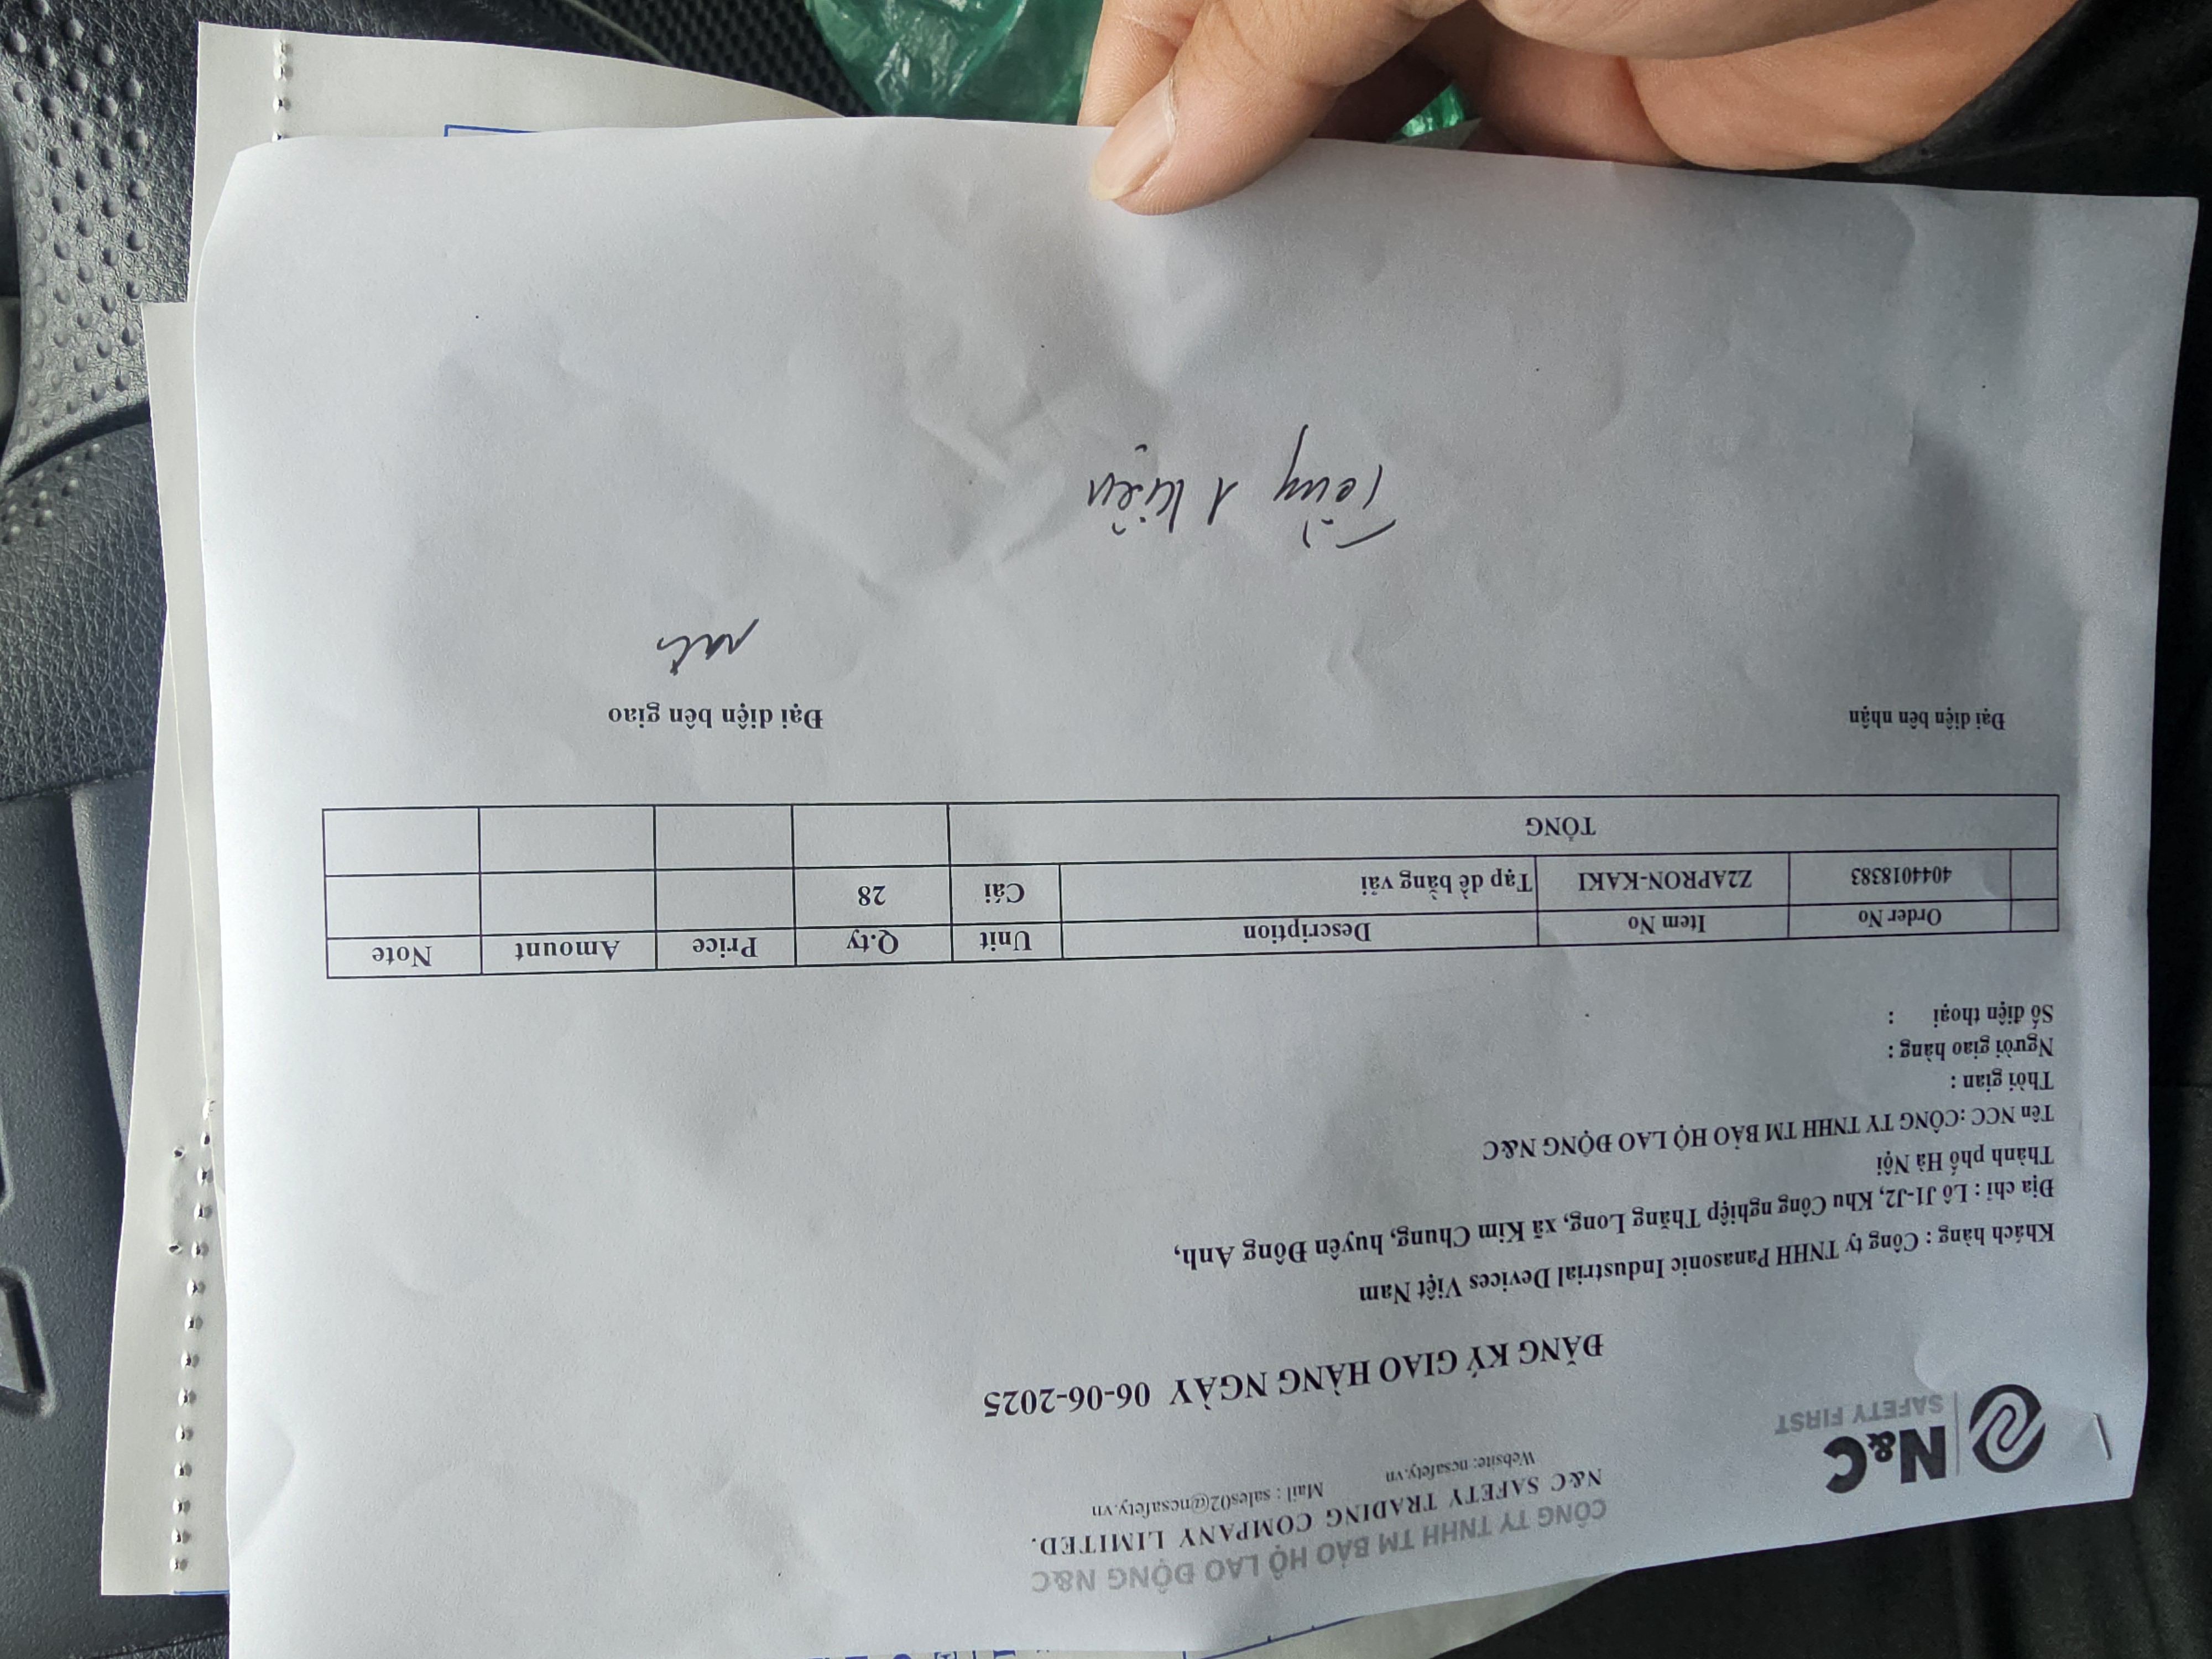 CÔNG TY TNHH TM BẢO HỘ LAO ĐỘNG N&C
N&C SAFETY TRADING COMPANY LIMITED.
Website: ncsafety.vn Mail : sales02@ncsafety.vn
N&C
SAFETY FIRST
ĐĂNG KÝ GIAO HÀNG NGÀY 06-06-2025
Khách hàng : Công ty TNHH Panasonic Industrial Devices Việt Nam
Địa chỉ : Lô J1-J2, Khu Công nghiệp Thăng Long, xã Kim Chung, huyện Đông Anh,
Thành phố Hà Nội
Tên NCC :CÔNG TY TNHH TM BẢO HỘ LAO ĐỘNG N&C
Thời gian :
Người giao hàng :
Số điện thoại :
Order No Item No Description Unit Q.ty Price Amount Note
4044018383 Z2APRON-KAKI Tạp dề bằng vải Cái 28
TỔNG
Đại diện bên nhận Đại diện bên giao
Tổng 1 kiện